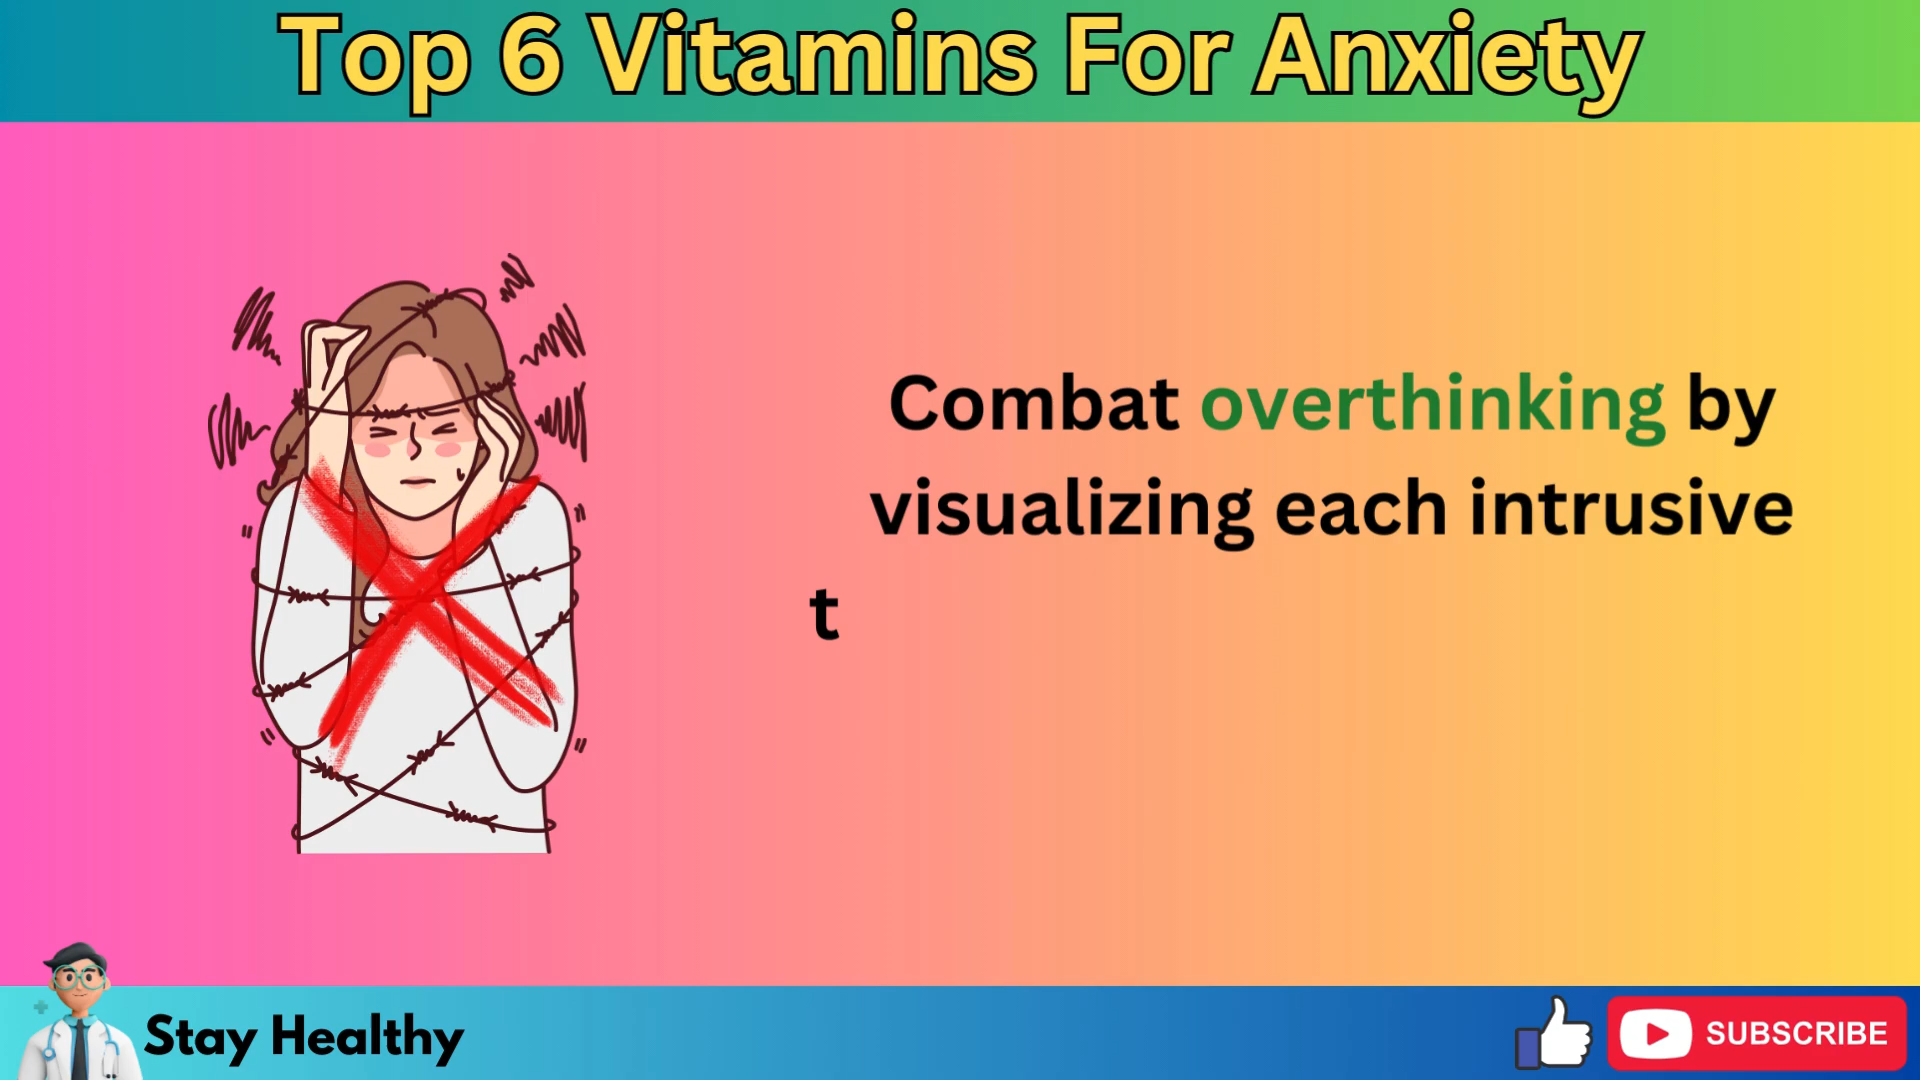 Top 6 Vitamins For Anxiety
Combat overthinking by
visualizing each intrusive
t
Stay Healthy
SUBSCRIBE